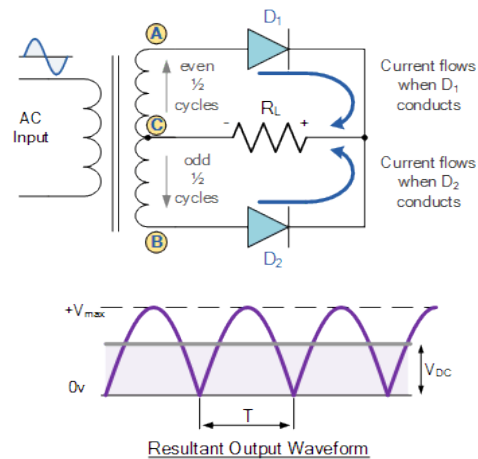 A
D1
even
½
cycles
Current flows
when D1
conducts
AC
Input
C
- RL +
odd
½
cycles
Current flows
when D2
conducts
B
D2
+Vmax
0v
VDC
T
Resultant Output Waveform